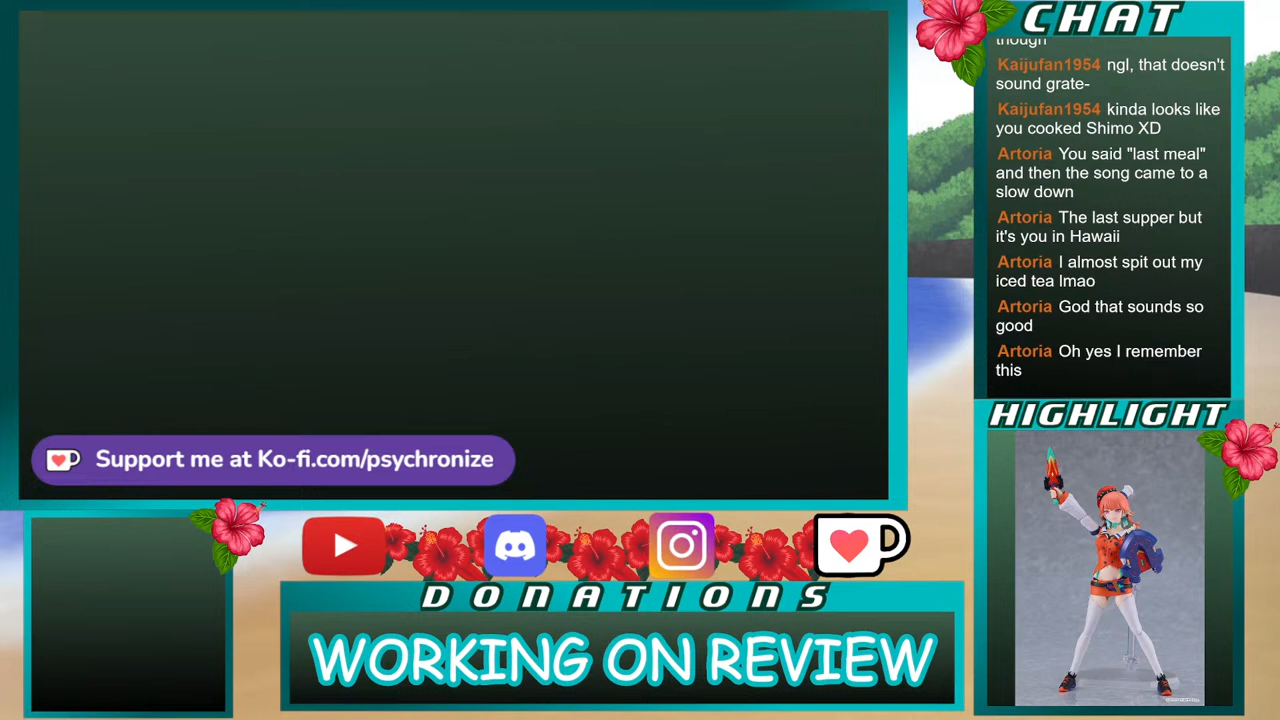 CHAT
though
Kaijufan1954 ngl, that doesn't
sound grate-
Kaijufan1954 kinda looks like
you cooked Shimo XD
Artoria You said "last meal"
and then the song came to a
slow down
Artoria The last supper but
it's you in Hawaii
Artoria I almost spit out my
iced tea lmao
Artoria God that sounds so
good
Artoria Oh yes I remember
this
HIGHLIGHT
Support me at Ko-fi.com/psychronize
DONATIONS
WORKING ON REVIEW